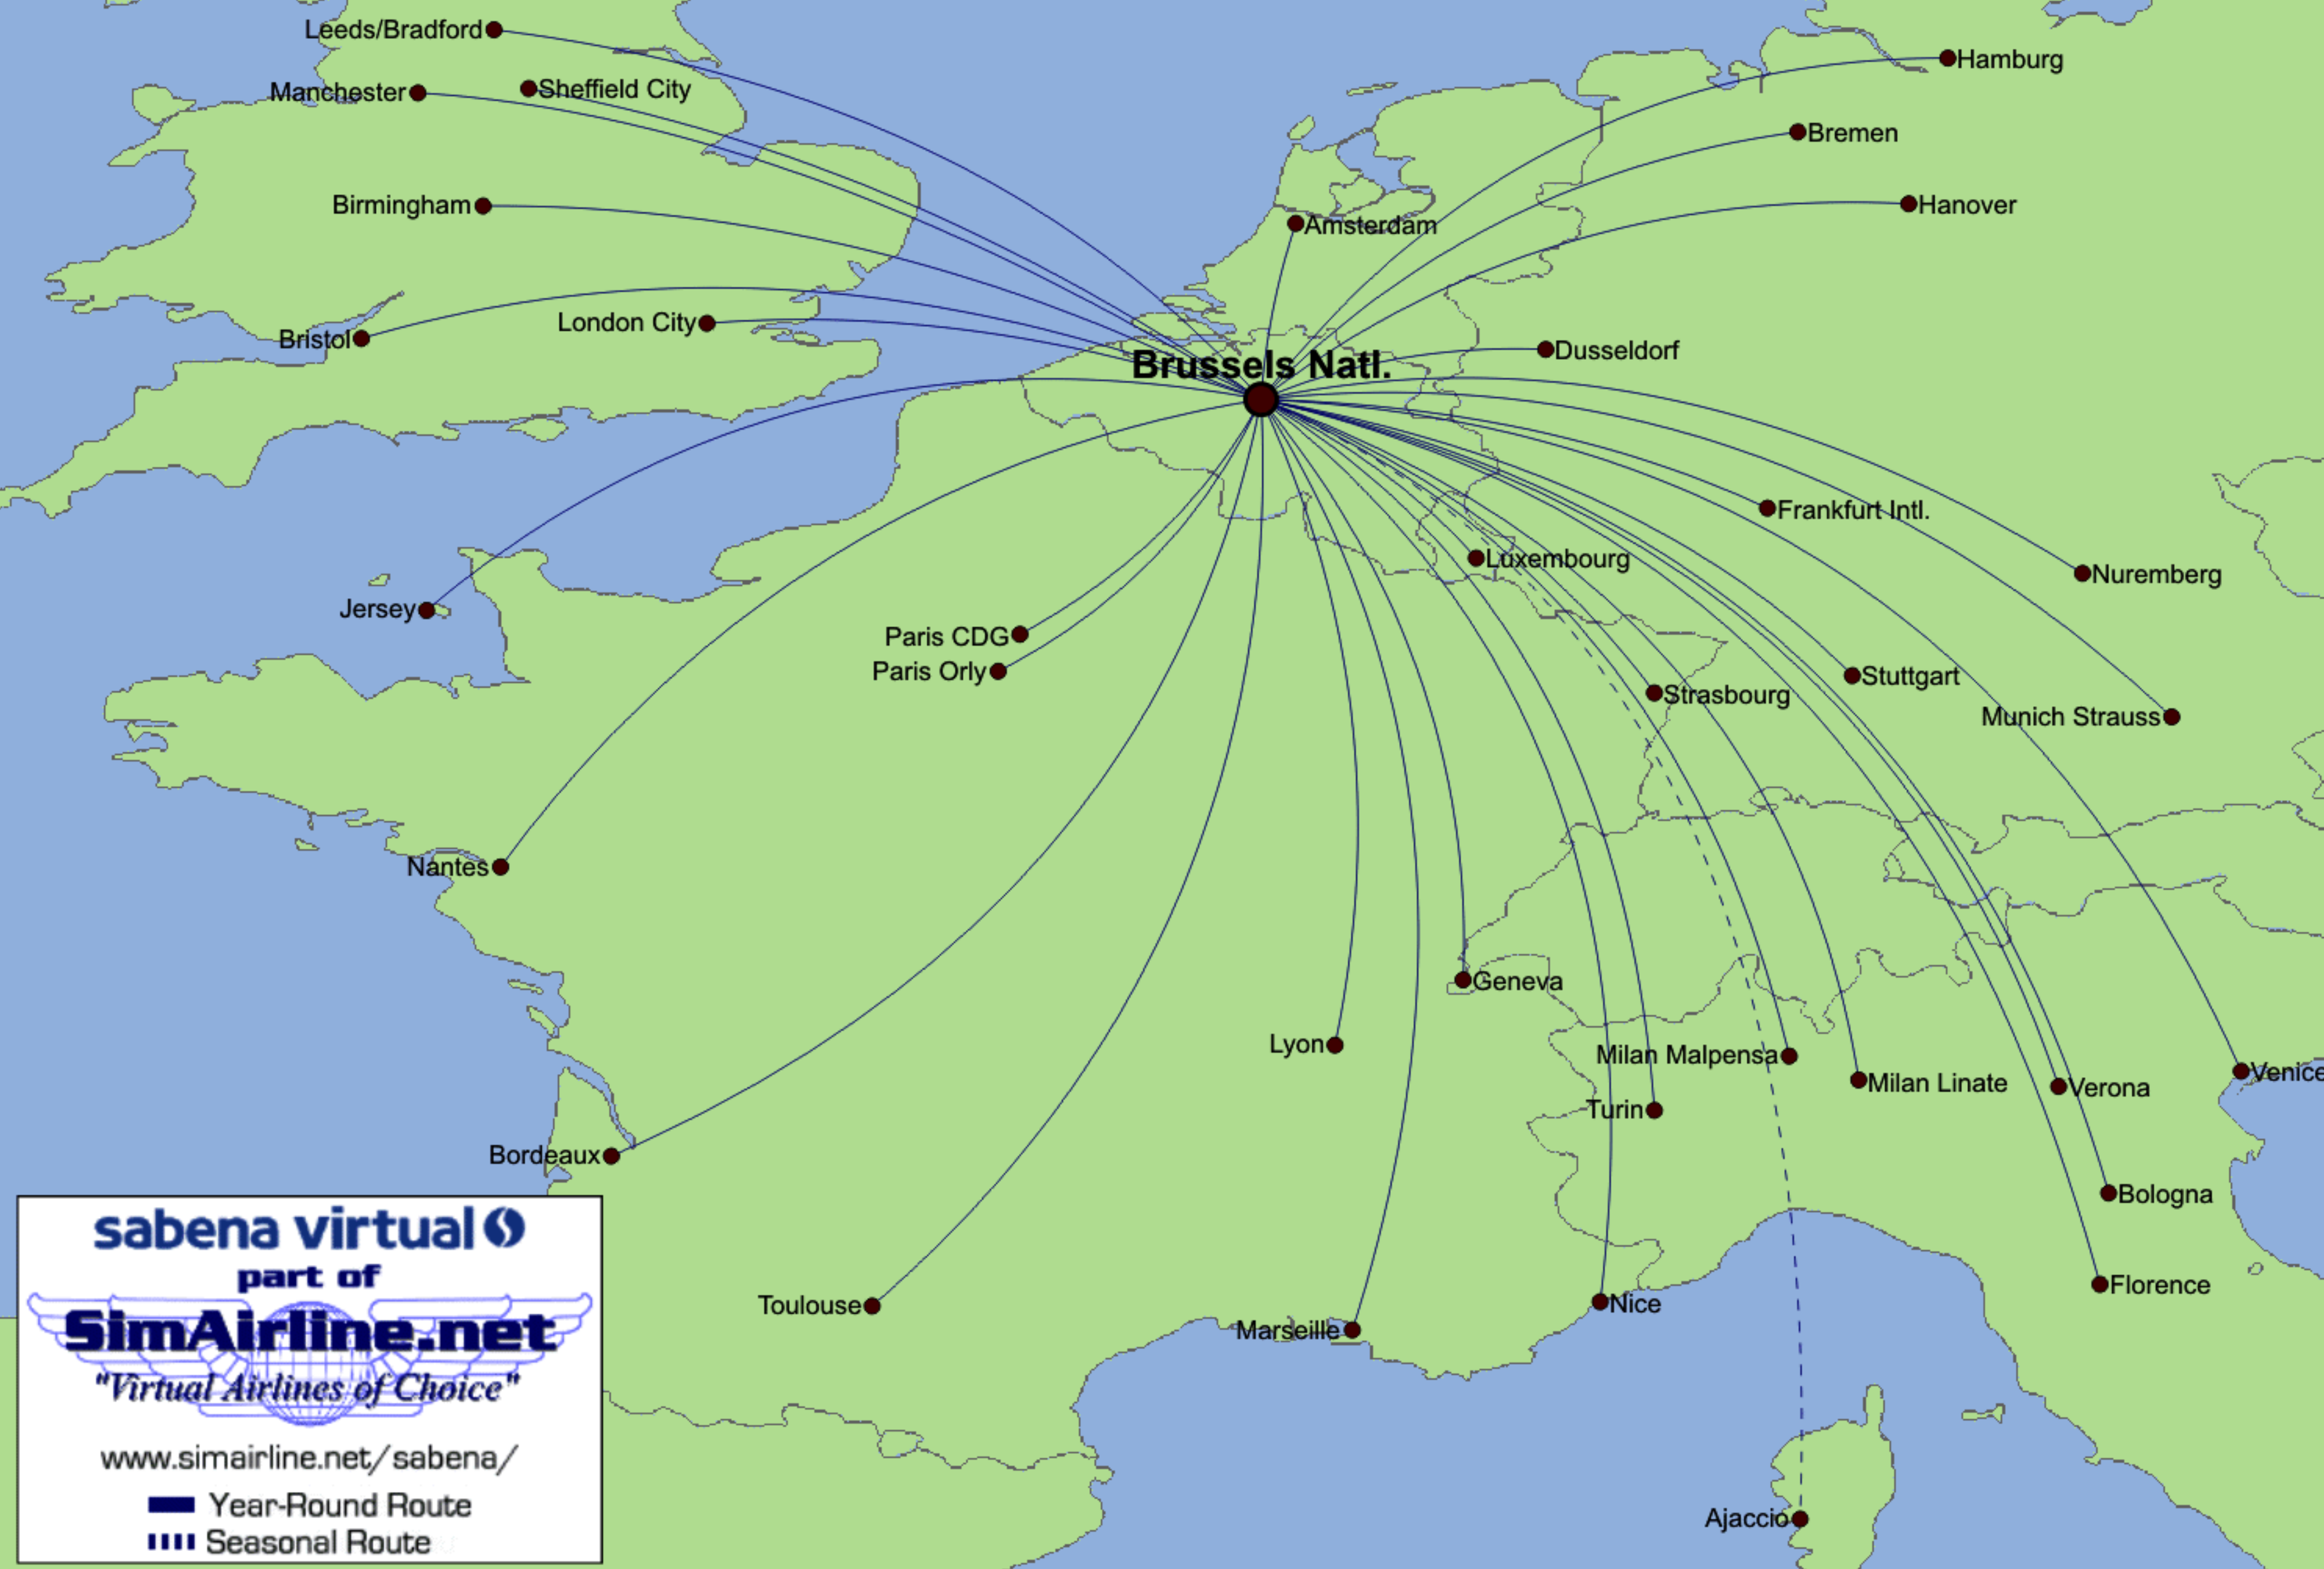 Leeds/Bradford
Hamburg
Manchester
Sheffield City
Bremen
Birmingham
Hanover
Amsterdam
London City
Bristol
Dusseldorf
Brussels Natl.
Frankfurt Intl.
Luxembourg
Nuremberg
Jersey
Paris CDG
Paris Orly
Stuttgart
Strasbourg
Munich Strauss
Nantes
Geneva
Lyon
Milan Malpensa
Venice
Milan Linate
Verona
Turin
Bordeaux
Bologna
Florence
Toulouse
Nice
Marseille
Ajaccio
sabena virtual
part of
SimAirline.net
"Virtual Airlines of Choice"
www.simairline.net/sabena/
Year-Round Route
Seasonal Route